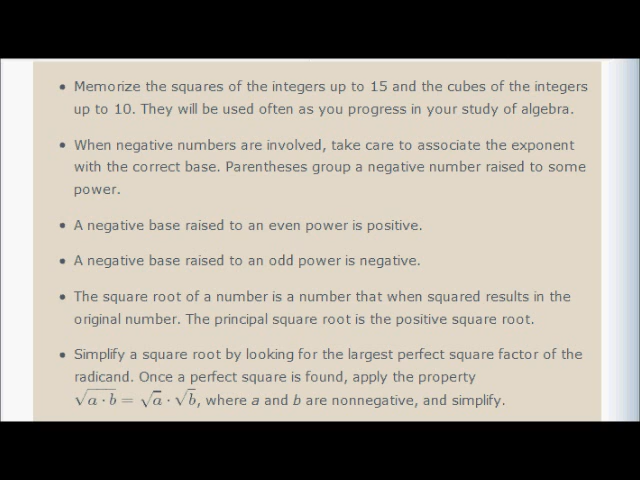 • Memorize the squares of the integers up to 15 and the cubes of the integers
up to 10. They will be used often as you progress in your study of algebra.
• When negative numbers are involved, take care to associate the exponent
with the correct base. Parentheses group a negative number raised to some
power.
• A negative base raised to an even power is positive.
• A negative base raised to an odd power is negative.
• The square root of a number is a number that when squared results in the
original number. The principal square root is the positive square root.
• Simplify a square root by looking for the largest perfect square factor of the
radicand. Once a perfect square is found, apply the property
√(a · b) = √a · √b, where a and b are nonnegative, and simplify.